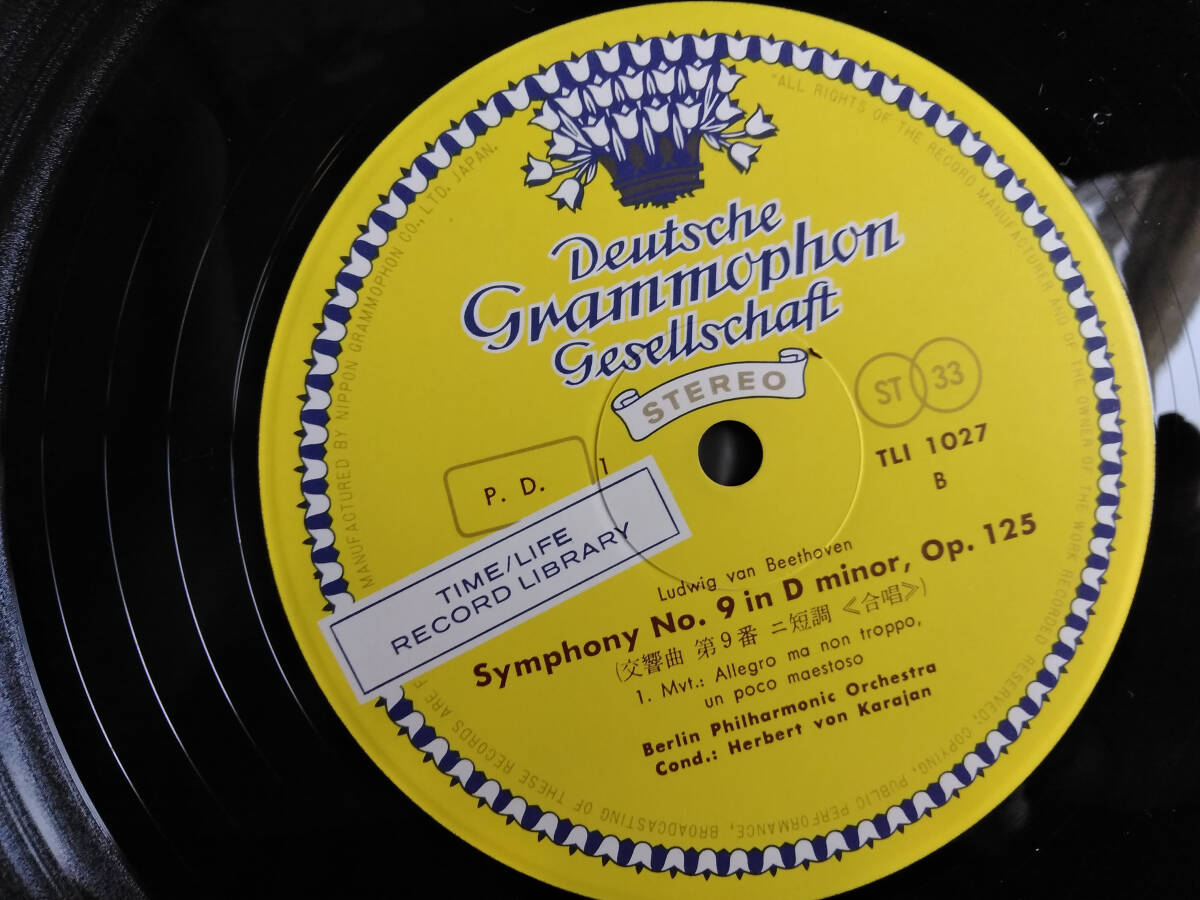 Deutsche
Grammophon
Gesellschaft
STEREO
ST 33
TLI 1027
B
P. D.
1
TIME/LIFE
RECORD LIBRARY
Ludwig van Beethoven
Symphony No. 9 in D minor, Op. 125
(交響曲 第9番 ニ短調 《合唱》)
1. Mvt.: Allegro ma non troppo,
un poco maestoso
Berlin Philharmonic Orchestra
Cond.: Herbert von Karajan
MANUFACTURED BY NIPPON GRAMMOPHON CO., LTD. JAPAN.
"ALL RIGHTS OF THE RECORD MANUFACTURER AND OF THE OWNER OF THE WORK RECORDED RESERVED; COPYING, PUBLIC PERFORMANCE, BROADCASTING OF THESE RECORDS ARE